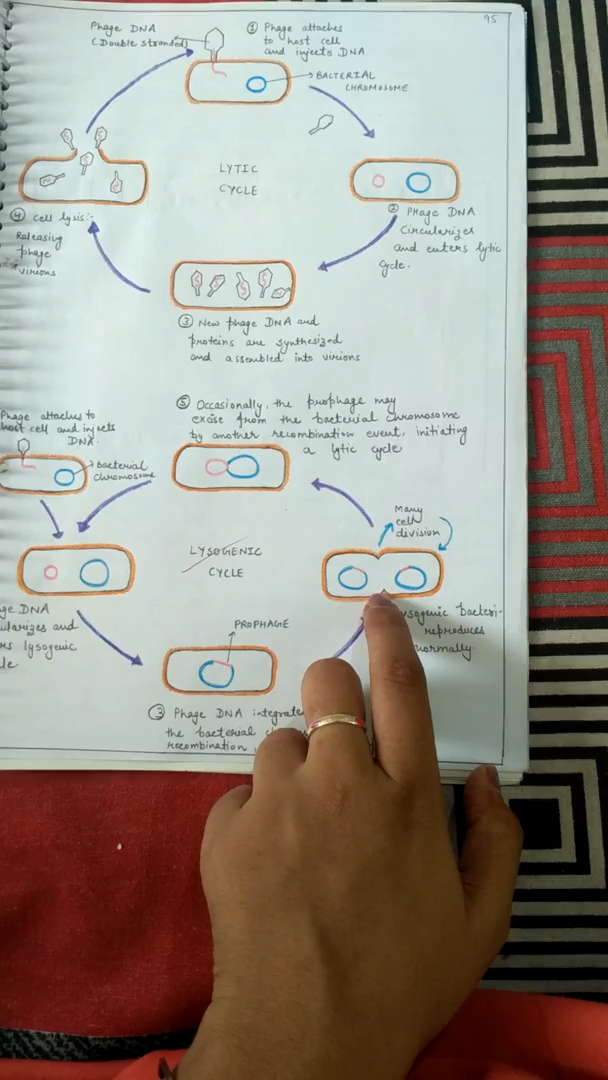 95
Phage DNA
(Double stranded)
① Phage attaches
to host cell
and injects DNA
BACTERIAL
CHROMOSOME
LYTIC
CYCLE
② Phage DNA
Circularizes
and enters lytic
cycle.
③ New phage DNA and
proteins are synthesized
and assembled into virions
④ Cell lysis:-
Releasing
phage
virions
⑤ Occasionally, the prophage may
excise from the bacterial chromosome
by another recombination event, initiating
a lytic cycle
Phage attaches to
host cell and injects
DNA.
Bacterial
chromosome
Many
cell
division
LYSOGENIC
CYCLE
DNA
and
lysogenic
PROPHAGE
reproduces
normally
③ Phage DNA integrate
the bacterial
recombination